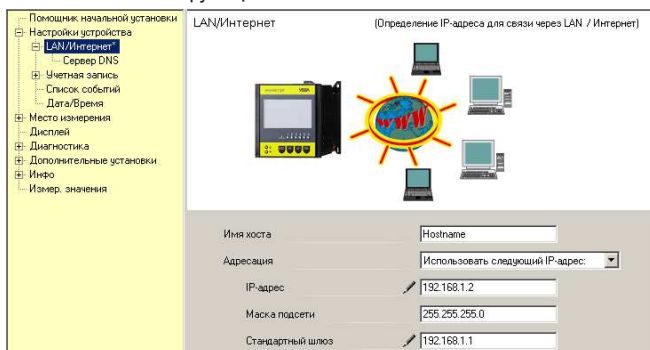 Помощник начальной установки
Настройки устройства
LAN/Интернет*
Сервер DNS
Учетная запись
Список событий
Дата/Время
Место измерения
Дисплей
Диагностика
Дополнительные установки
Инфо
Измер. значения
LAN/Интернет
(Определение IP-адреса для связи через LAN / Интернет)
VEGA
WWW
Имя хоста
Hostname
Адресация
Использовать следующий IP-адрес:
IP-адрес
192.168.1.2
Маска подсети
255.255.255.0
Стандартный шлюз
192.168.1.1